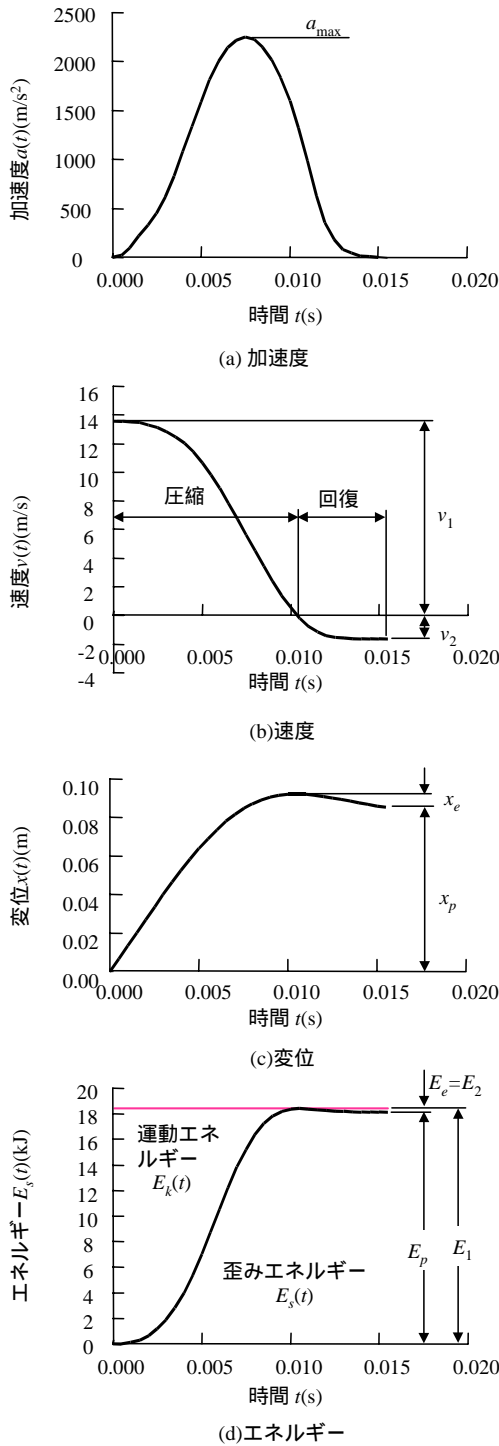 2500
2000
1500
1000
500
0
加速度a(t)(m/s²)
a_max
0.000 0.005 0.010 0.015 0.020
時間 t(s)
(a) 加速度
16
14
12
10
8
6
4
2
0
-2
-4
速度v(t)(m/s)
圧縮
回復
v₁
v₂
0.000 0.005 0.010 0.015 0.020
時間 t(s)
(b)速度
0.10
0.08
0.06
0.04
0.02
0.00
変位x(t)(m)
x_e
x_p
0.000 0.005 0.010 0.015 0.020
時間 t(s)
(c)変位
20
18
16
14
12
10
8
6
4
2
0
エネルギーE_s(t)(kJ)
E_e=E₂
運動エネ
ルギー
E_k(t)
歪みエネルギー
E_s(t)
E_p
E₁
0.000 0.005 0.010 0.015 0.020
時間 t(s)
(d)エネルギー